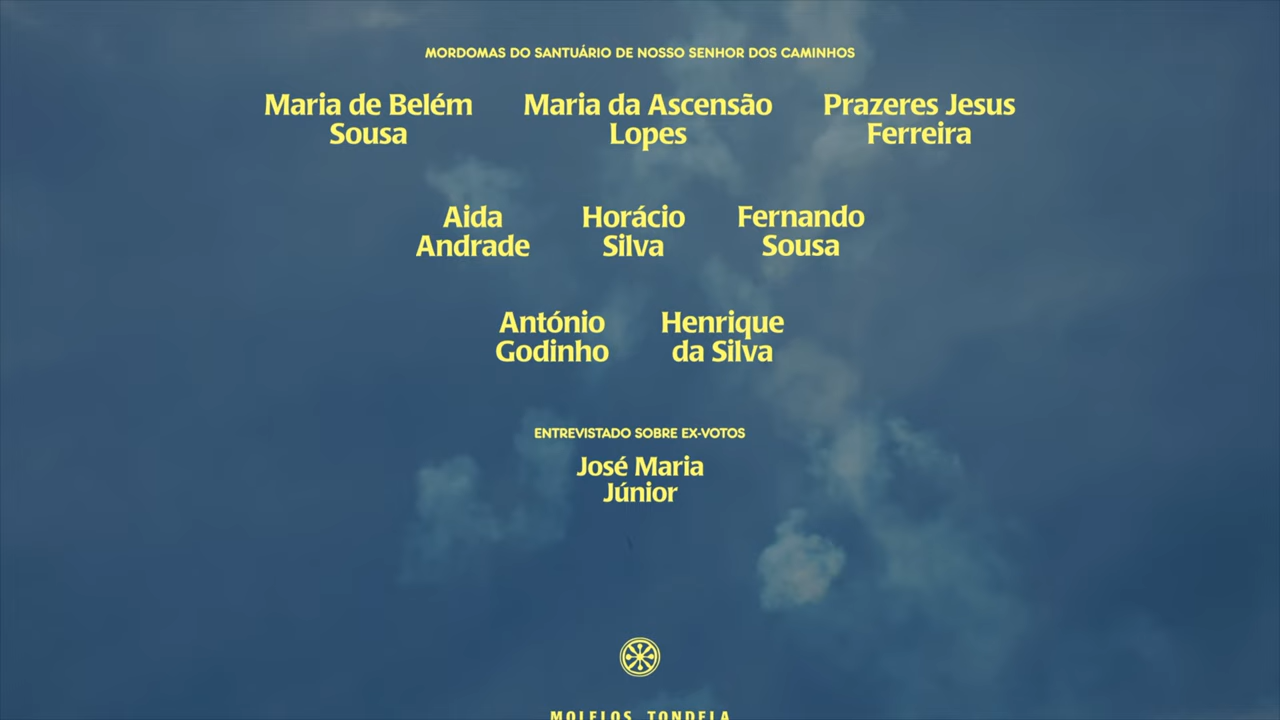 MORDOMAS DO SANTUÁRIO DE NOSSO SENHOR DOS CAMINHOS
Maria de Belém Sousa
Maria da Ascensão Lopes
Prazeres Jesus Ferreira
Aida Andrade
Horácio Silva
Fernando Sousa
António Godinho
Henrique da Silva
ENTREVISTADO SOBRE EX-VOTOS
José Maria
Júnior
MOLELOS, TONDELA